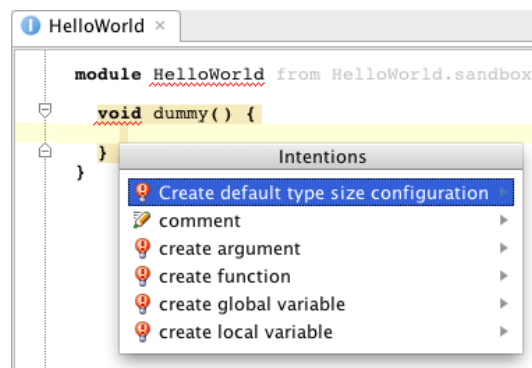 HelloWorld
module HelloWorld from HelloWorld.sandbox
void dummy() {
}
Intentions
Create default type size configuration
comment
create argument
create function
create global variable
create local variable
}